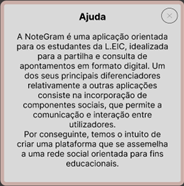 Ajuda
A NoteGram é uma aplicação orientada
para os estudantes da L.EIC, idealizada
para a partilha e consulta de
apontamentos em formato digital. Um
dos seus principais diferenciadores
relativamente a outras aplicações
consiste na incorporação de
componentes sociais, que permite a
comunicação e interação entre
utilizadores.
Por conseguinte, temos o intuito de
criar uma plataforma que se assemelha
a uma rede social orientada para fins
educacionais.